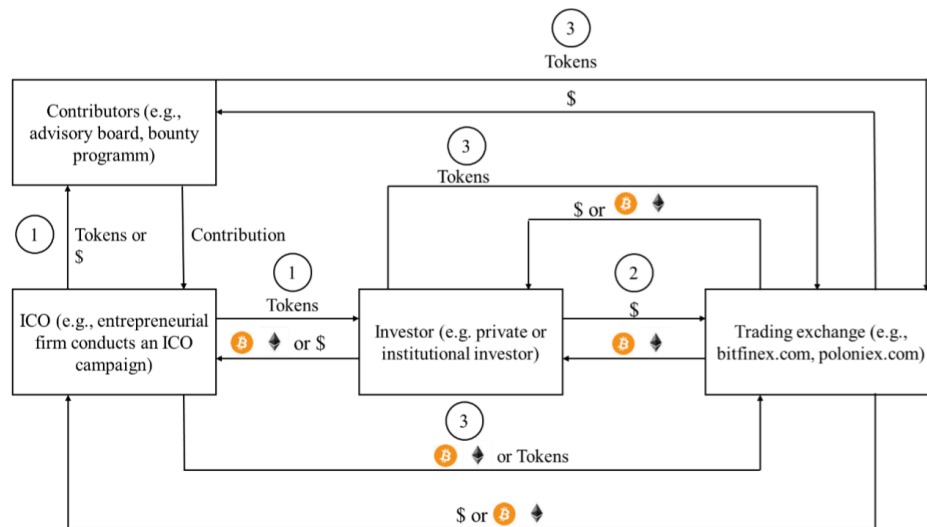 3
Tokens
Contributors (e.g.,
advisory board, bounty
programm)
$
3
Tokens
$ or
1
Tokens or
$
Contribution
1
Tokens
2
$
ICO (e.g., entrepreneurial
firm conducts an ICO
campaign)
or $
Investor (e.g. private or
institutional investor)
Trading exchange (e.g.,
bitfinex.com, poloniex.com)
3
or Tokens
$ or